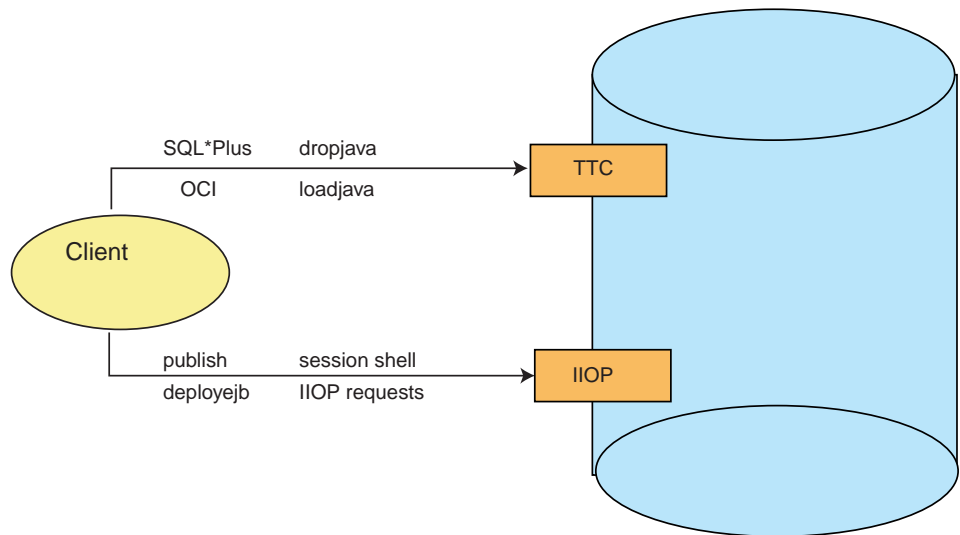 SQL*Plus dropjava
TTC
OCI loadjava
Client
publish session shell
IIOP
deployejb IIOP requests